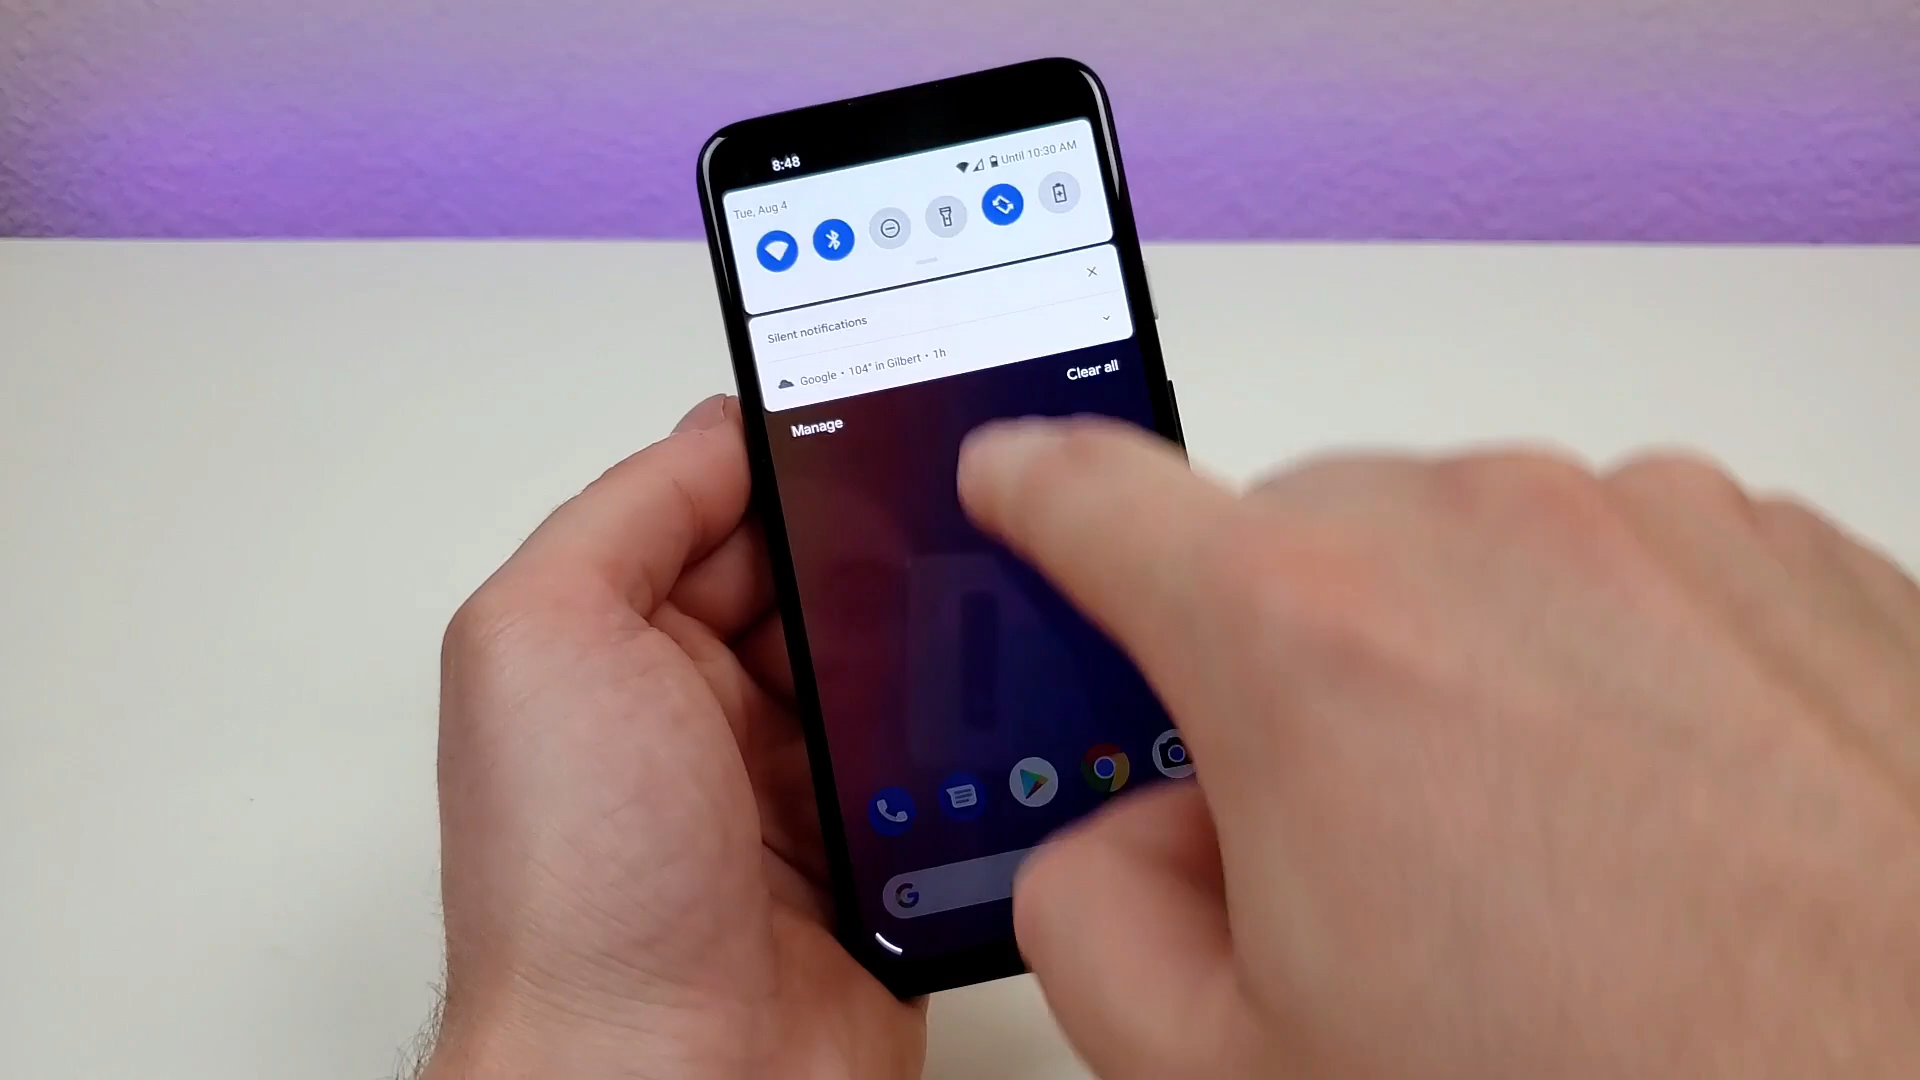 8:48
Until 10:30 AM
Tue, Aug 4
Silent notifications
Google • 104° in Gilbert • 1h
Clear all
Manage
G